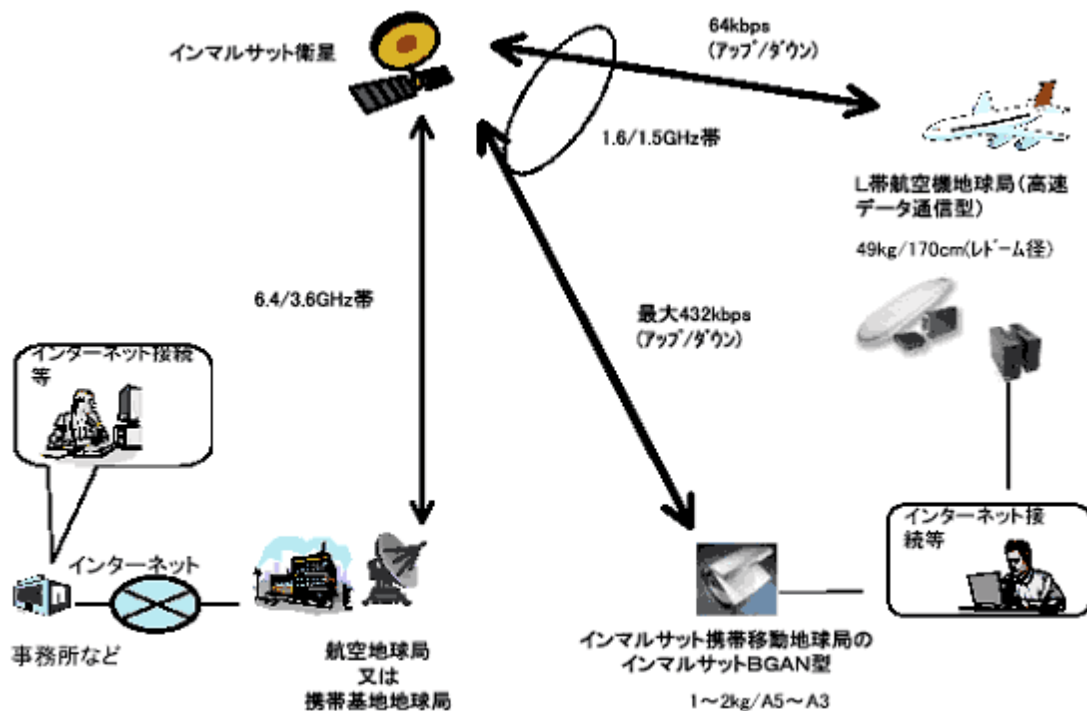 インマルサット衛星
64kbps
(アップ/ダウン)
1.6/1.5GHz帯
L帯航空機地球局(高速
データ通信型)
49kg/170cm(レドーム径)
6.4/3.6GHz帯
最大432kbps
(アップ/ダウン)
インターネット接続
等
インターネット接
続等
インターネット
事務所など
航空地球局
又は
携帯基地地球局
インマルサット携帯移動地球局の
インマルサットBGAN型
1～2kg/A5～A3